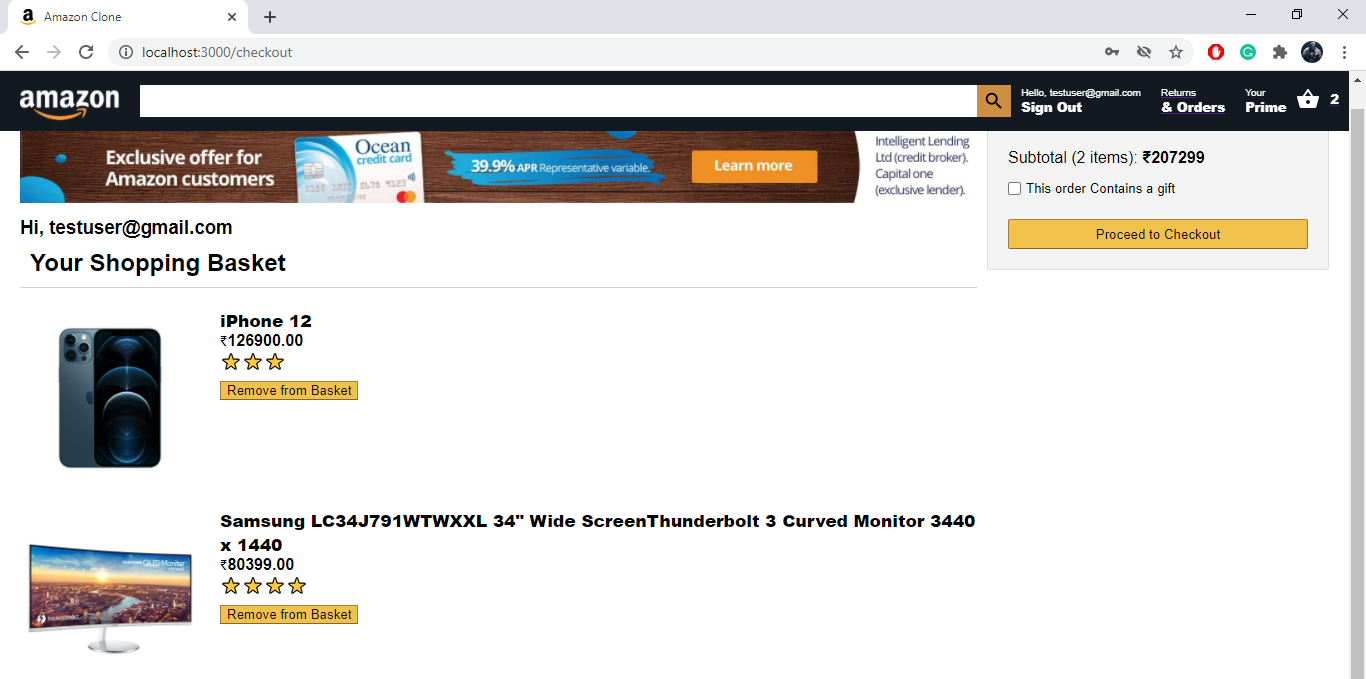 Amazon Clone
localhost:3000/checkout
amazon
Hello, testuser@gmail.com
Sign Out
Returns
& Orders
Your
Prime
2
Exclusive offer for
Amazon customers
Ocean
credit card
39.9% APR Representative variable.
Learn more
Intelligent Lending
Ltd (credit broker).
Capital one
(exclusive lender).
Subtotal (2 items): ₹207299
This order Contains a gift
Proceed to Checkout
Hi, testuser@gmail.com
Your Shopping Basket
iPhone 12
₹126900.00
Remove from Basket
Samsung LC34J791WTWXXL 34" Wide ScreenThunderbolt 3 Curved Monitor 3440
x 1440
₹80399.00
Remove from Basket
QLED Monitor
THUNDERBOLT